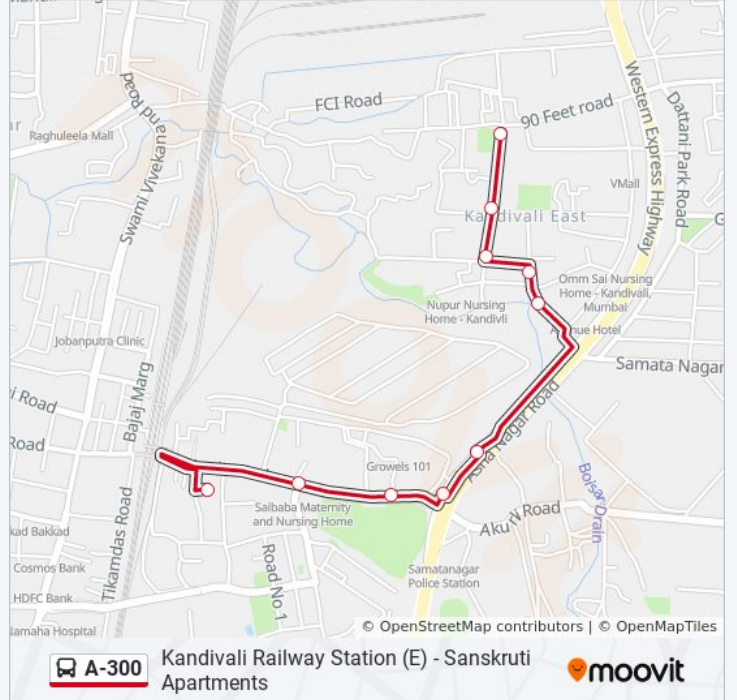 FCI Road
90 Feet road
Western Express Highway
Dattani Park Road
Swami Vivekanand Road
Raghuleela Mall
VMall
Kandivali East
Omm Sai Nursing
Home - Kandivali,
Mumbai
Nupur Nursing
Home - Kandivli
Hotel
Jobanputra Clinic
Samata Nagar
Bajaj Marg
i Road
Road
Asha Nagar Road
Growels 101
Boisar Drain
Saibaba Maternity
and Nursing Home
Akurli Road
kad Bakkad
Tikamdas Road
Road No.1
Cosmos Bank
Samatanagar
Police Station
HDFC Bank
lamaha Hospital
© OpenStreetMap contributors | © OpenMapTiles
A-300
Kandivali Railway Station (E) - Sanskruti
Apartments
moovit